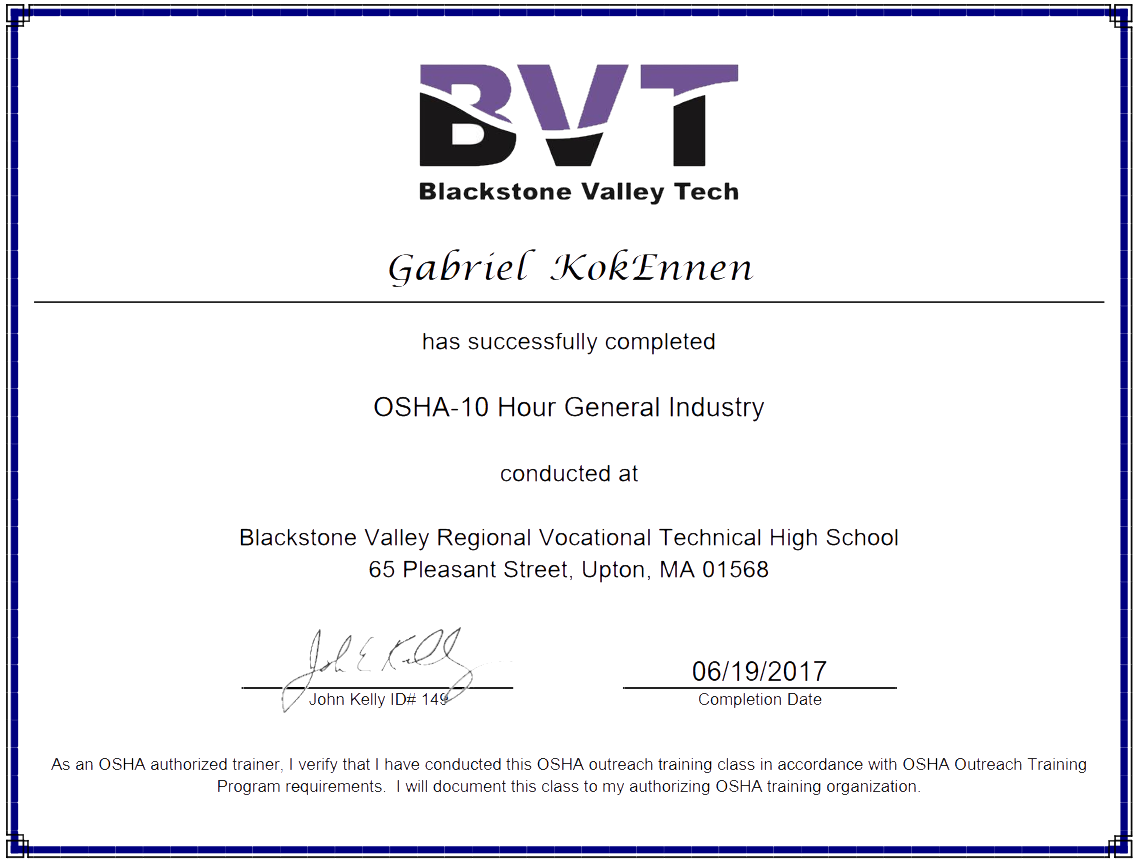 BVT
Blackstone Valley Tech
Gabriel KokEnnen
has successfully completed
OSHA-10 Hour General Industry
conducted at
Blackstone Valley Regional Vocational Technical High School
65 Pleasant Street, Upton, MA 01568
John E Kelly
06/19/2017
John Kelly ID# 149
Completion Date
As an OSHA authorized trainer, I verify that I have conducted this OSHA outreach training class in accordance with OSHA Outreach Training
Program requirements.  I will document this class to my authorizing OSHA training organization.